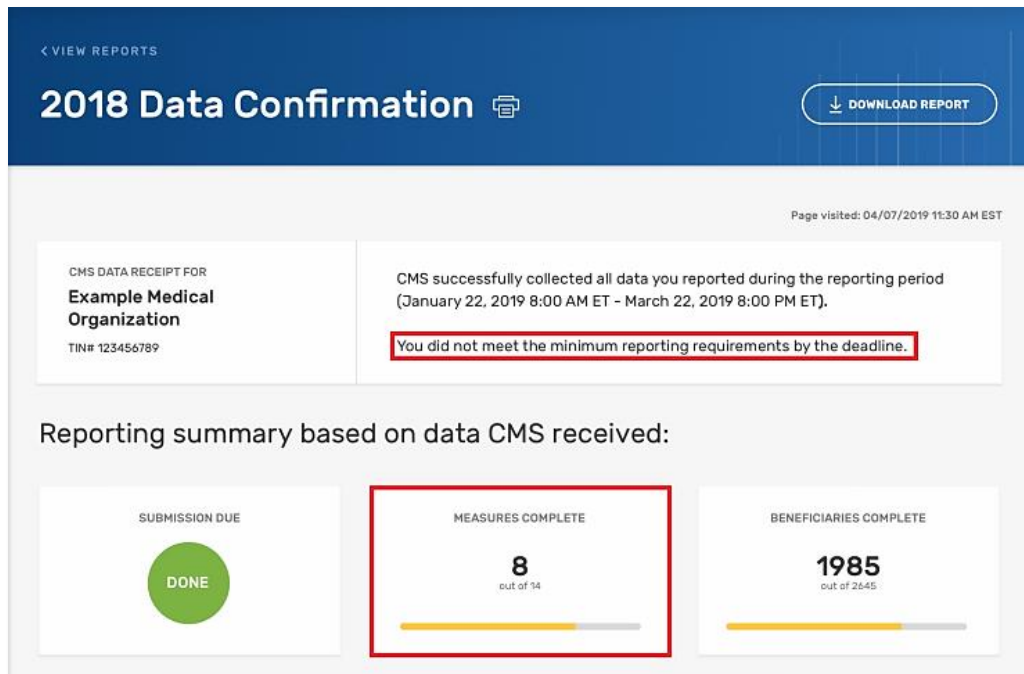 < VIEW REPORTS
2018 Data Confirmation
DOWNLOAD REPORT
Page visited: 04/07/2019 11:30 AM EST
CMS DATA RECEIPT FOR
Example Medical
Organization
TIN# 123456789
CMS successfully collected all data you reported during the reporting period
(January 22, 2019 8:00 AM ET - March 22, 2019 8:00 PM ET).
You did not meet the minimum reporting requirements by the deadline.
Reporting summary based on data CMS received:
SUBMISSION DUE
DONE
MEASURES COMPLETE
8
out of 14
BENEFICIARIES COMPLETE
1985
out of 2645